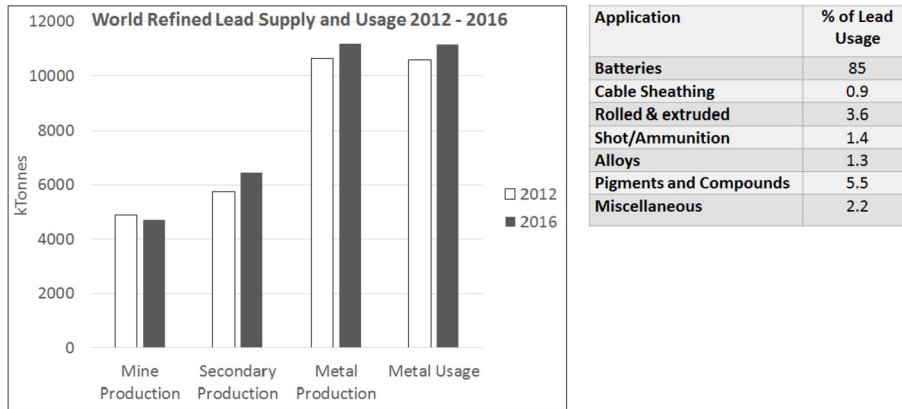 World Refined Lead Supply and Usage 2012 - 2016
12000
10000
8000
6000
4000
2000
0
kTonnes
Mine
Production
Secondary
Production
Metal
Production
Metal Usage
2012
2016
Application % of Lead
Usage
Batteries 85
Cable Sheathing 0.9
Rolled & extruded 3.6
Shot/Ammunition 1.4
Alloys 1.3
Pigments and Compounds 5.5
Miscellaneous 2.2